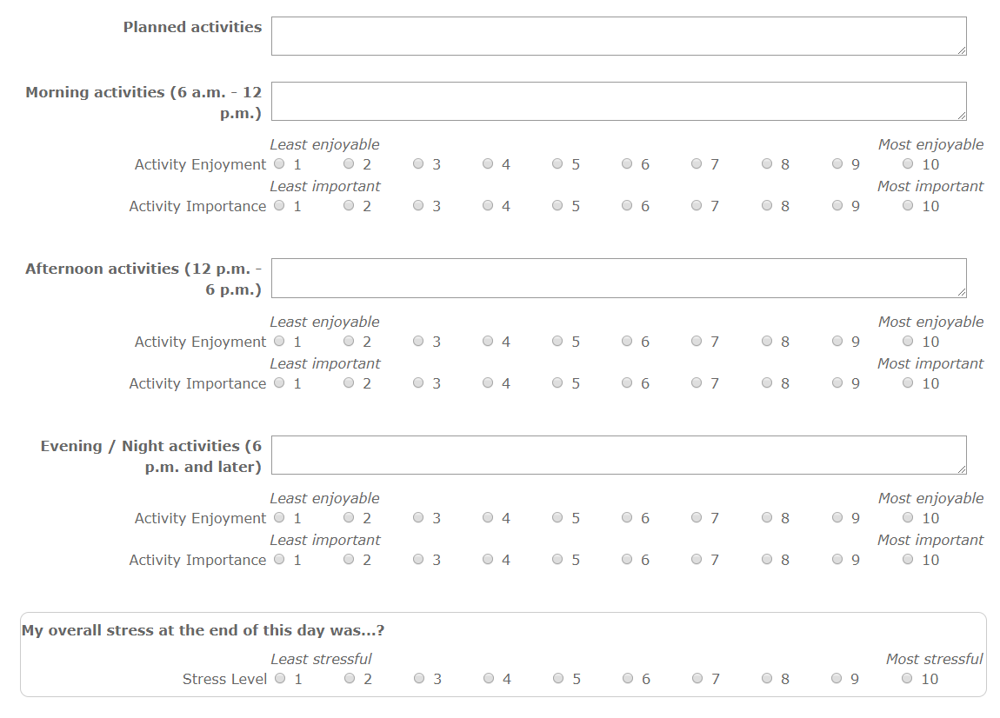 Planned activities
Morning activities (6 a.m. - 12
p.m.)
Least enjoyable Most enjoyable
Activity Enjoyment 1 2 3 4 5 6 7 8 9 10
Least important Most important
Activity Importance 1 2 3 4 5 6 7 8 9 10
Afternoon activities (12 p.m. -
6 p.m.)
Least enjoyable Most enjoyable
Activity Enjoyment 1 2 3 4 5 6 7 8 9 10
Least important Most important
Activity Importance 1 2 3 4 5 6 7 8 9 10
Evening / Night activities (6
p.m. and later)
Least enjoyable Most enjoyable
Activity Enjoyment 1 2 3 4 5 6 7 8 9 10
Least important Most important
Activity Importance 1 2 3 4 5 6 7 8 9 10
My overall stress at the end of this day was...?
Least stressful Most stressful
Stress Level 1 2 3 4 5 6 7 8 9 10